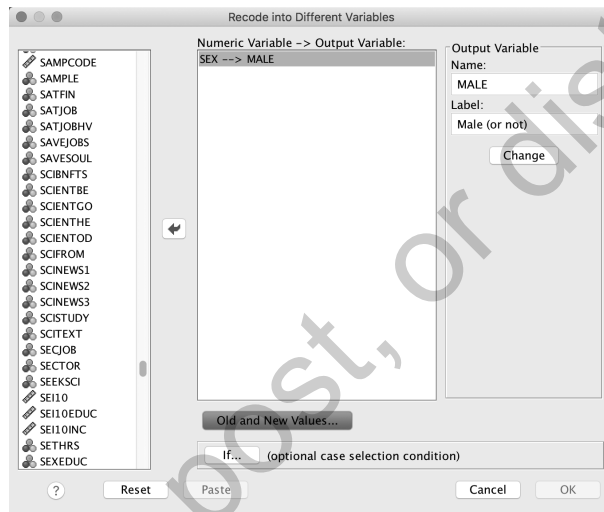 Recode into Different Variables
SAMPCODE
SAMPLE
SATFIN
SATJOB
SATJOBHV
SAVEJOBS
SAVESOUL
SCIBNFTS
SCIENTBE
SCIENTGO
SCIENTHE
SCIENTOD
SCIFROM
SCINEWS1
SCINEWS2
SCINEWS3
SCISTUDY
SCITEXT
SECJOB
SECTOR
SEEKSCI
SEI10
SEI10EDUC
SEI10INC
SETHRS
SEXEDUC
Numeric Variable -> Output Variable:
SEX --> MALE
Output Variable
Name:
MALE
Label:
Male (or not)
Change
Old and New Values...
If... (optional case selection condition)
? Reset Paste Cancel OK
post, or dis